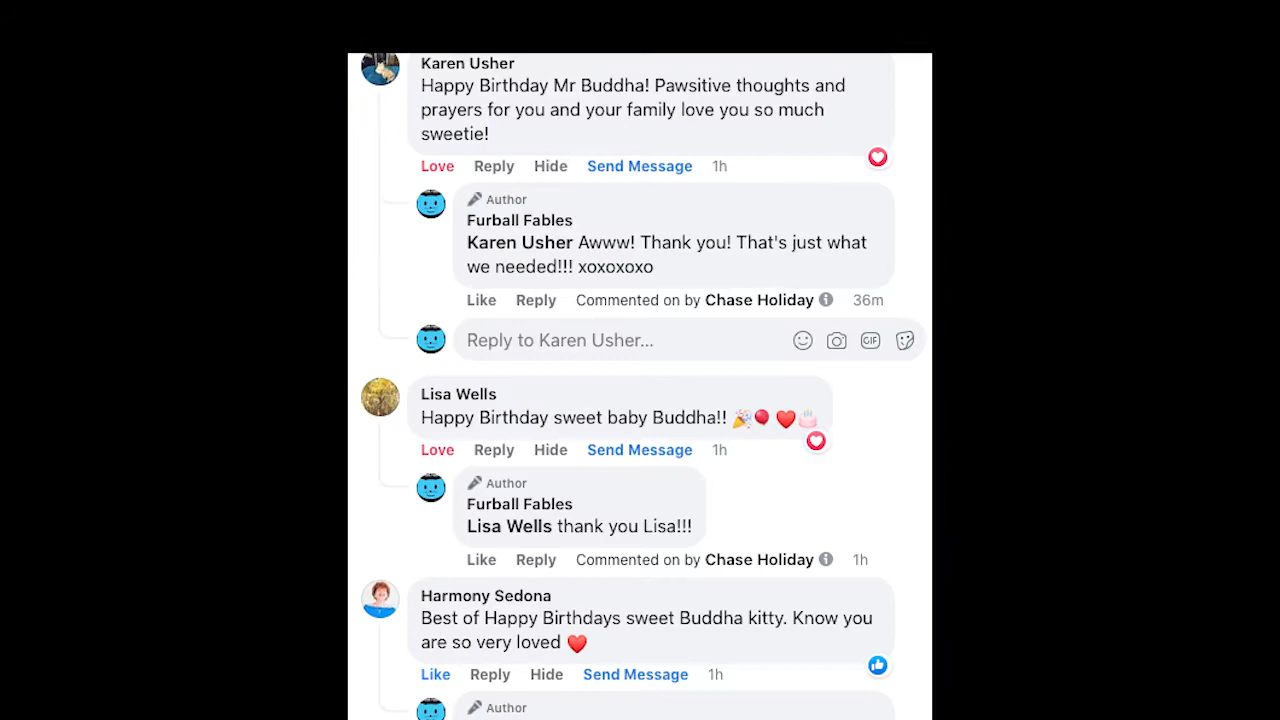 Karen Usher
Happy Birthday Mr Buddha! Pawsitive thoughts and
prayers for you and your family love you so much
sweetie!
Love Reply Hide Send Message 1h
Author
Furball Fables
Karen Usher Awww! Thank you! That's just what
we needed!!! xoxoxoxo
Like Reply Commented on by Chase Holiday 36m
Reply to Karen Usher...
GIF
Lisa Wells
Happy Birthday sweet baby Buddha!! 🎉🎈❤️🎂
Love Reply Hide Send Message 1h
Author
Furball Fables
Lisa Wells thank you Lisa!!!
Like Reply Commented on by Chase Holiday 1h
Harmony Sedona
Best of Happy Birthdays sweet Buddha kitty. Know you
are so very loved ❤️
Like Reply Hide Send Message 1h
Author